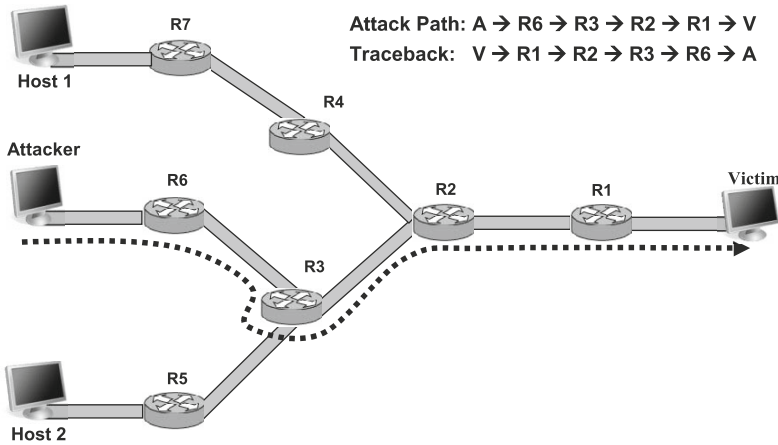 R7
Attack Path: A → R6 → R3 → R2 → R1 → V
Traceback: V → R1 → R2 → R3 → R6 → A
Host 1
R4
Attacker
R6
R2
R1
Victim
R3
R5
Host 2